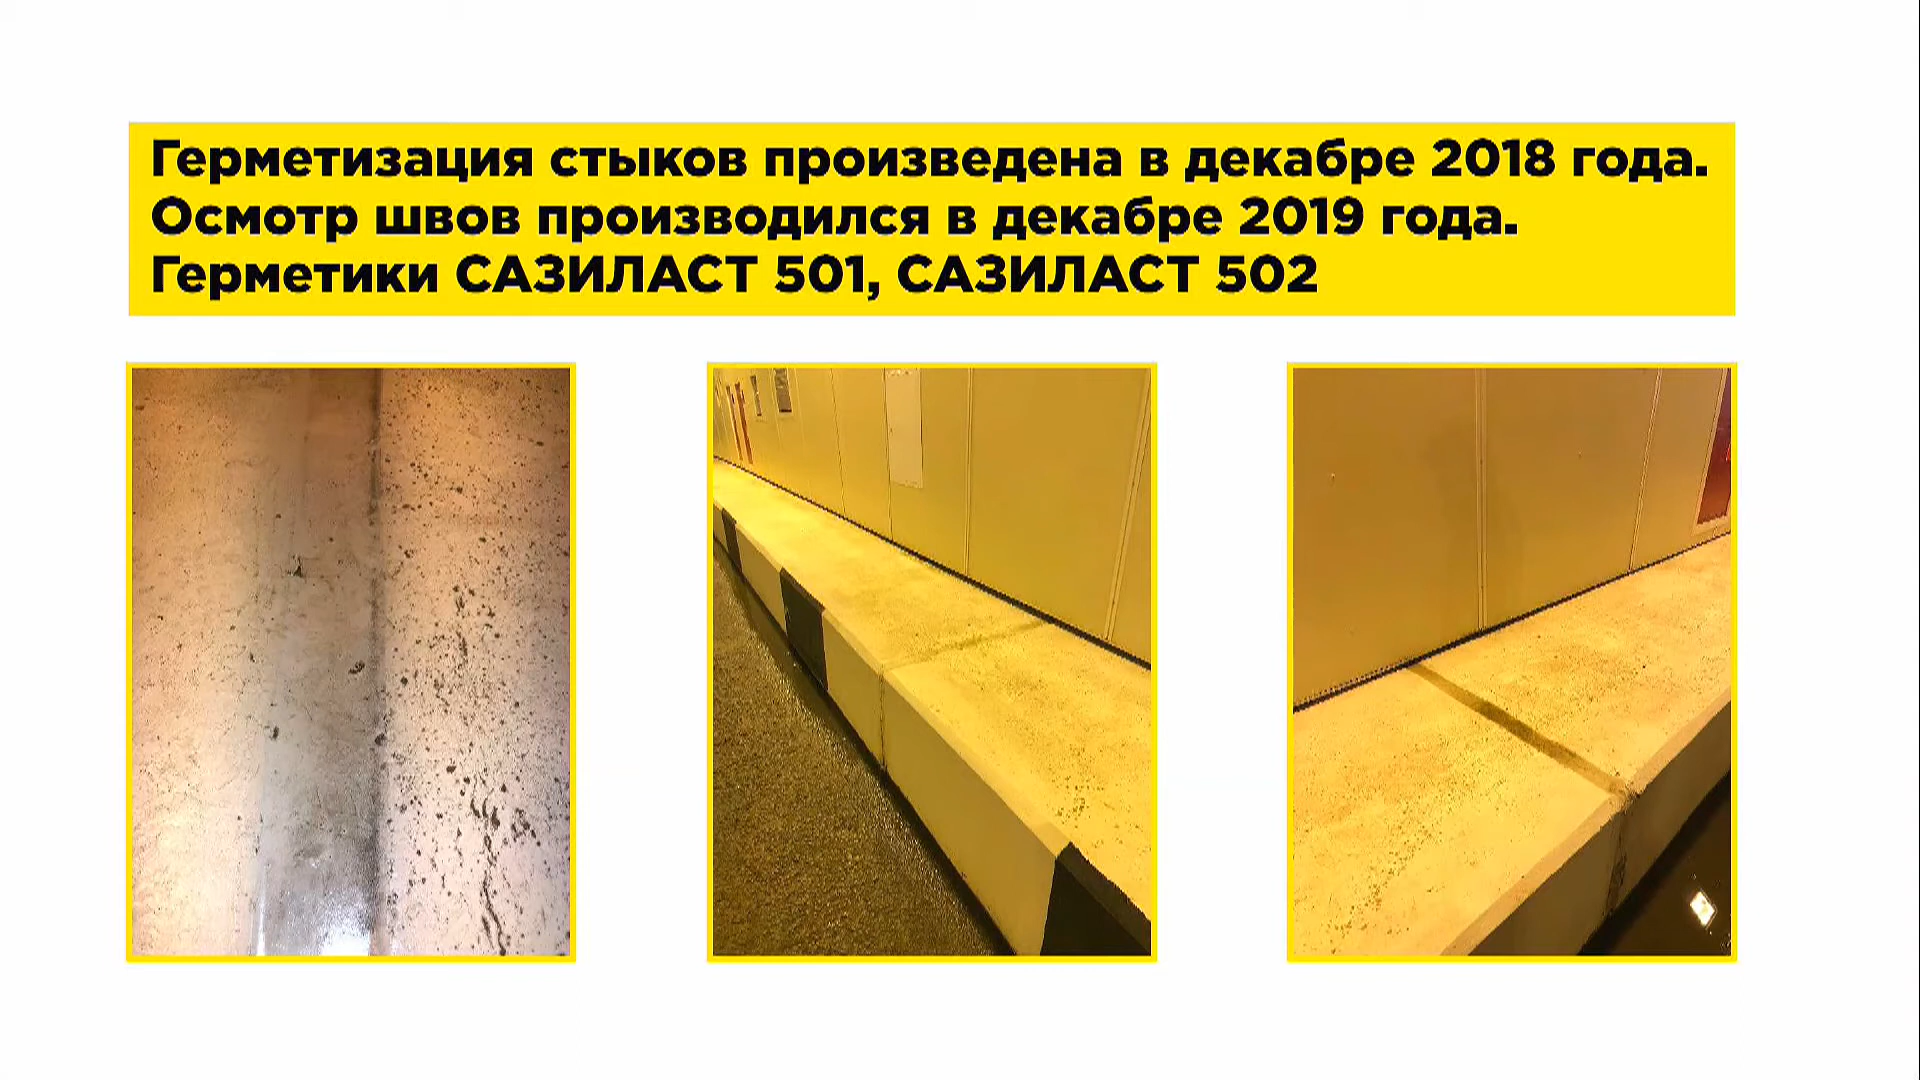 Герметизация стыков произведена в декабре 2018 года.
Осмотр швов производился в декабре 2019 года.
Герметики САЗИЛАСТ 501, САЗИЛАСТ 502